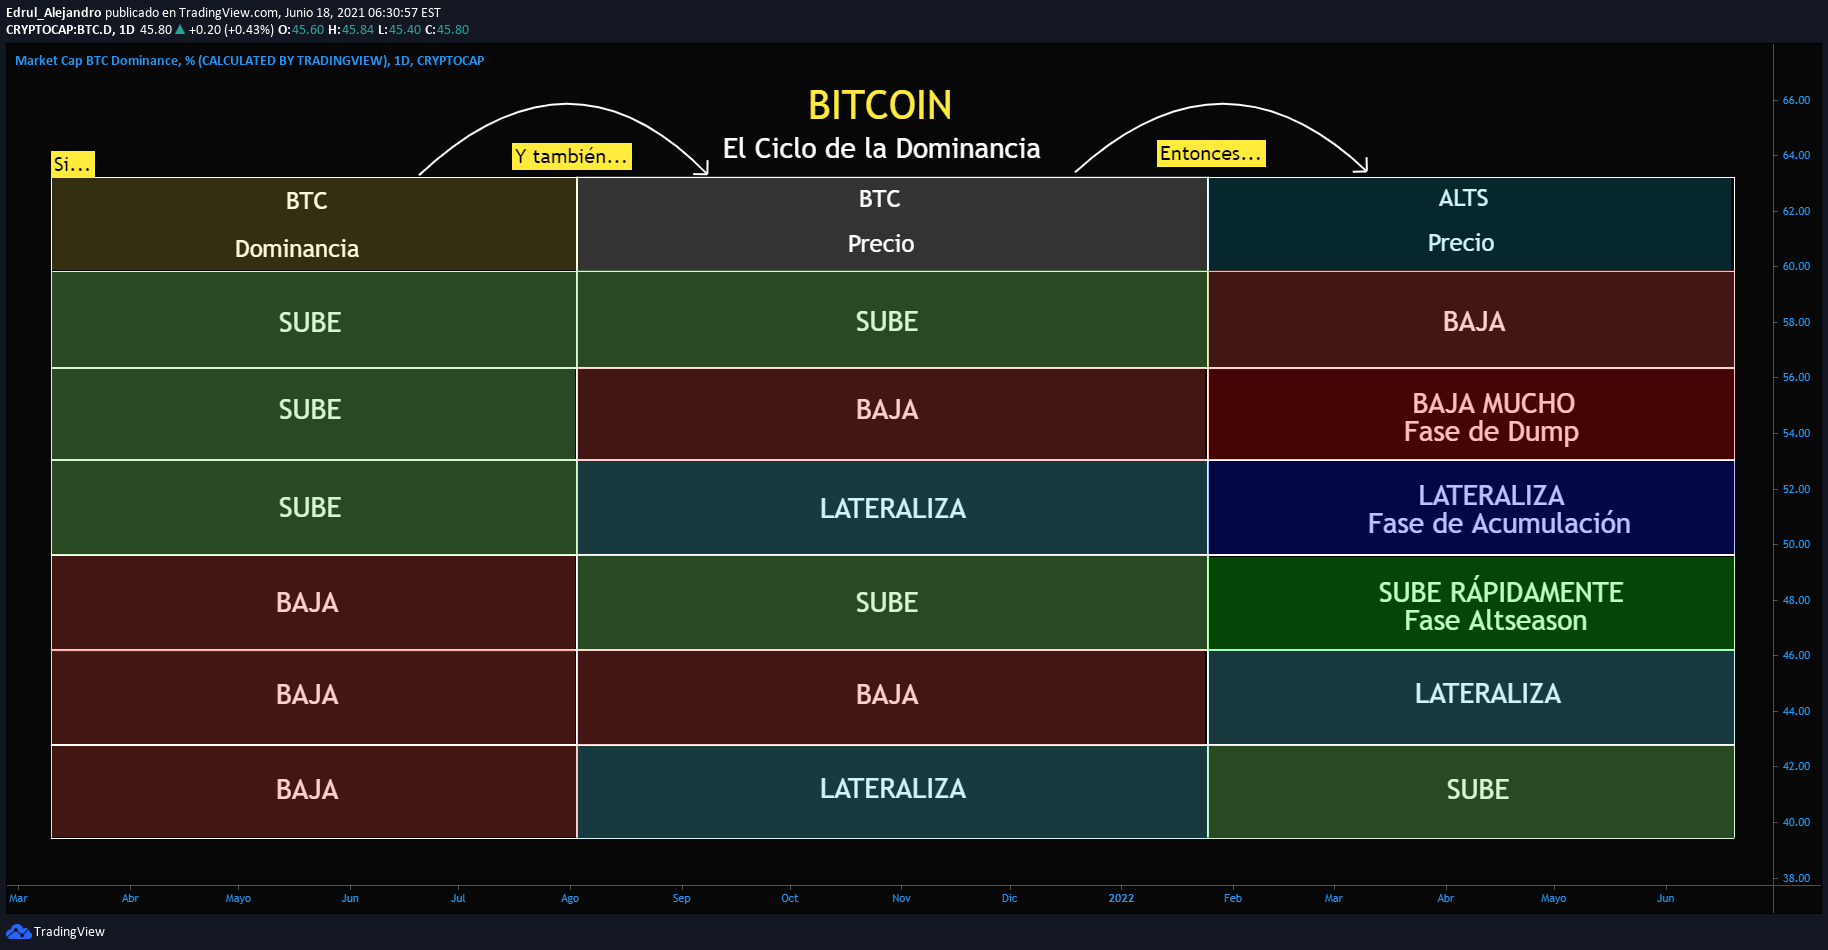 Edrul_Alejandro publicado en TradingView.com, Junio 18, 2021 06:30:57 EST
CRYPTOCAP:BTC.D, 1D 45.80 ▲ +0.20 (+0.43%) O:45.60 H:45.84 L:45.40 C:45.80
Market Cap BTC Dominance, % (CALCULATED BY TRADINGVIEW), 1D, CRYPTOCAP
BITCOIN
El Ciclo de la Dominancia
Si...
Y también...
Entonces...
BTC
Dominancia
BTC
Precio
ALTS
Precio
SUBE
SUBE
BAJA
SUBE
BAJA
BAJA MUCHO
Fase de Dump
SUBE
LATERALIZA
LATERALIZA
Fase de Acumulación
BAJA
SUBE
SUBE RÁPIDAMENTE
Fase Altseason
BAJA
BAJA
LATERALIZA
BAJA
LATERALIZA
SUBE
66.00
64.00
62.00
60.00
58.00
56.00
54.00
52.00
50.00
48.00
46.00
44.00
42.00
40.00
38.00
Mar Abr Mayo Jun Jul Ago Sep Oct Nov Dic 2022 Feb Mar Abr Mayo Jun
TradingView